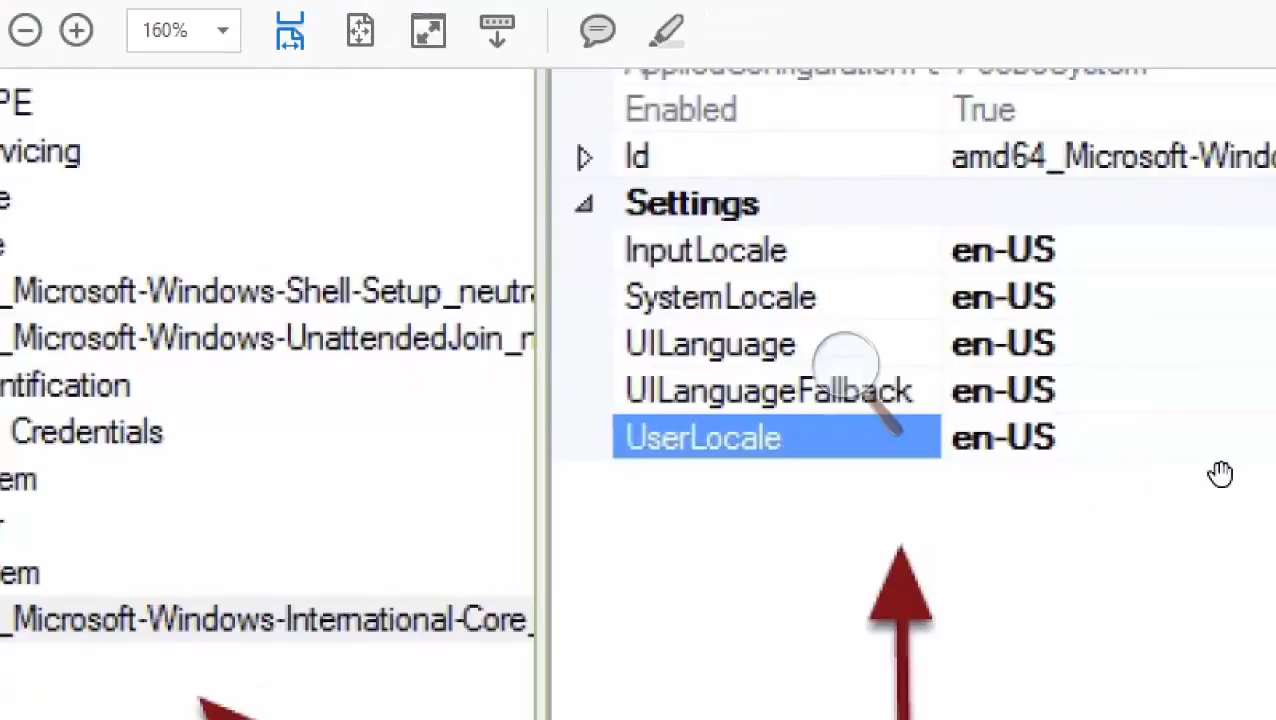 160%
PE
vicing
e
e
_Microsoft-Windows-Shell-Setup_neutra
_Microsoft-Windows-UnattendedJoin_n
ntification
Credentials
em
r
em
_Microsoft-Windows-International-Core_
Enabled True
Id amd64_Microsoft-Windo
Settings
InputLocale en-US
SystemLocale en-US
UILanguage en-US
UILanguageFallback en-US
UserLocale en-US